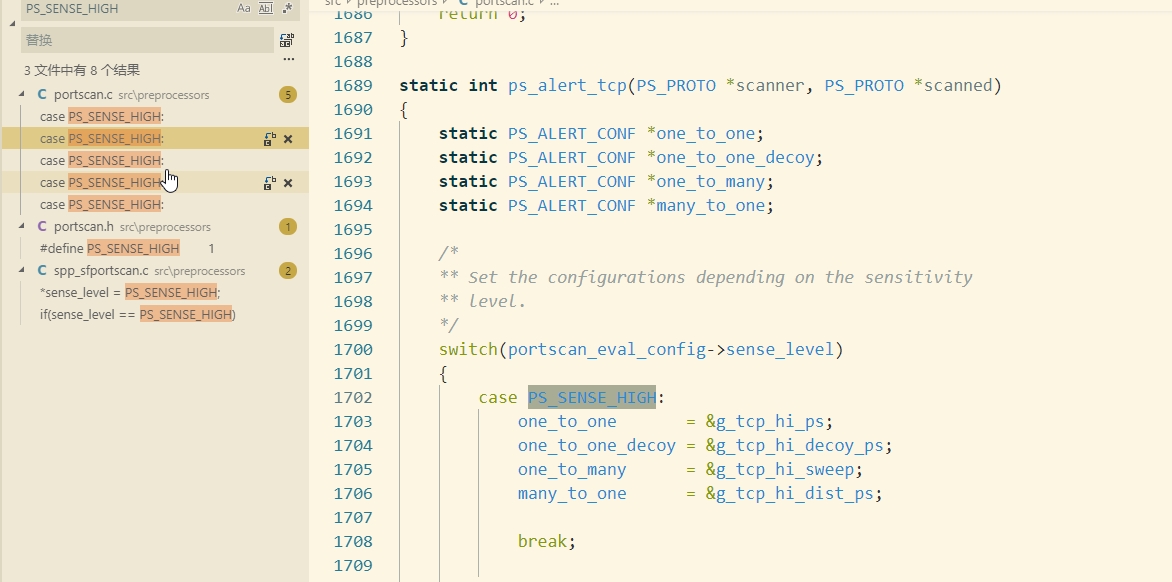 PS_SENSE_HIGH
Aa
Ab
替换
3 文件中有 8 个结果
C portscan.c src\preprocessors 5
case PS_SENSE_HIGH:
case PS_SENSE_HIGH:
case PS_SENSE_HIGH:
case PS_SENSE_HIGH
case PS_SENSE_HIGH:
C portscan.h src\preprocessors 1
#define PS_SENSE_HIGH 1
C spp_sfportscan.c src\preprocessors 2
*sense_level = PS_SENSE_HIGH;
if(sense_level == PS_SENSE_HIGH)
src preprocessors C portscan.c ...
1686 return 0;
1687 }
1688
1689 static int ps_alert_tcp(PS_PROTO *scanner, PS_PROTO *scanned)
1690 {
1691 static PS_ALERT_CONF *one_to_one;
1692 static PS_ALERT_CONF *one_to_one_decoy;
1693 static PS_ALERT_CONF *one_to_many;
1694 static PS_ALERT_CONF *many_to_one;
1695
1696 /*
1697 ** Set the configurations depending on the sensitivity
1698 ** level.
1699 */
1700 switch(portscan_eval_config->sense_level)
1701 {
1702 case PS_SENSE_HIGH:
1703 one_to_one = &g_tcp_hi_ps;
1704 one_to_one_decoy = &g_tcp_hi_decoy_ps;
1705 one_to_many = &g_tcp_hi_sweep;
1706 many_to_one = &g_tcp_hi_dist_ps;
1707
1708 break;
1709